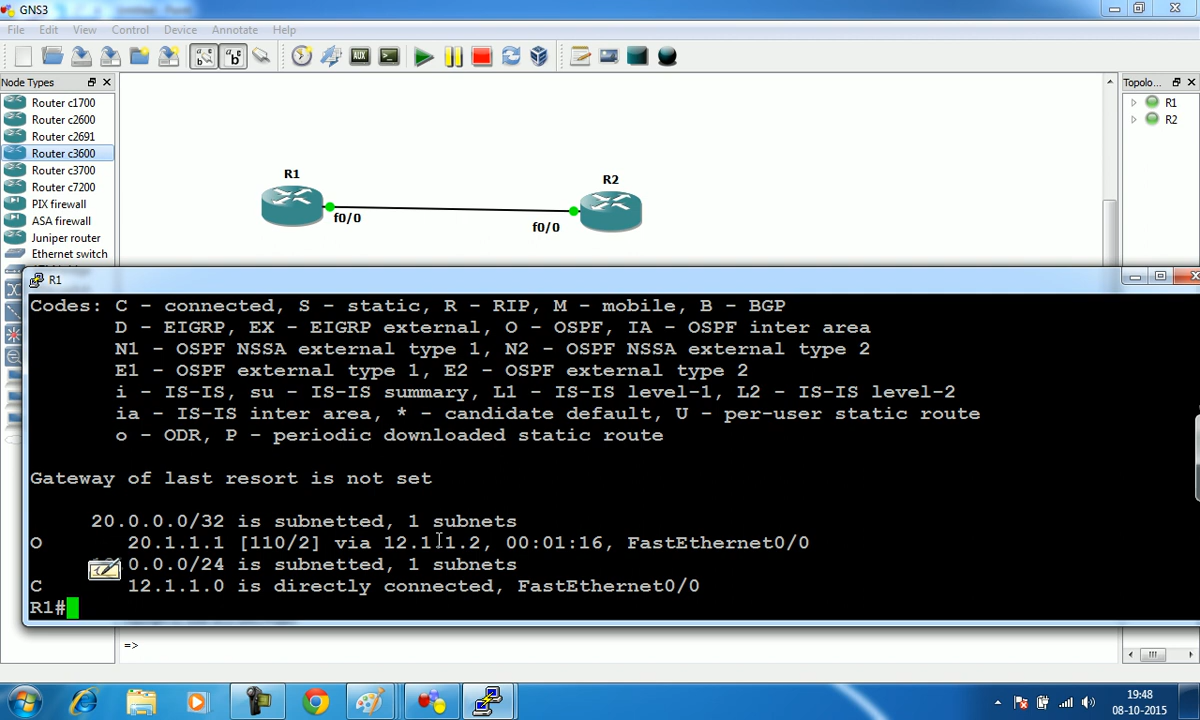 GNS3
File Edit View Control Device Annotate Help
Node Types
Topolo...
Router c1700
Router c2600
Router c2691
Router c3600
Router c3700
Router c7200
PIX firewall
ASA firewall
Juniper router
Ethernet switch
R1
R2
R1
f0/0
R2
f0/0
R1
Codes: C - connected, S - static, R - RIP, M - mobile, B - BGP
D - EIGRP, EX - EIGRP external, O - OSPF, IA - OSPF inter area
N1 - OSPF NSSA external type 1, N2 - OSPF NSSA external type 2
E1 - OSPF external type 1, E2 - OSPF external type 2
i - IS-IS, su - IS-IS summary, L1 - IS-IS level-1, L2 - IS-IS level-2
ia - IS-IS inter area, * - candidate default, U - per-user static route
o - ODR, P - periodic downloaded static route
Gateway of last resort is not set
20.0.0.0/32 is subnetted, 1 subnets
O 20.1.1.1 [110/2] via 12.1.1.2, 00:01:16, FastEthernet0/0
0.0.0/24 is subnetted, 1 subnets
C 12.1.1.0 is directly connected, FastEthernet0/0
R1#
=>
19:48
08-10-2015